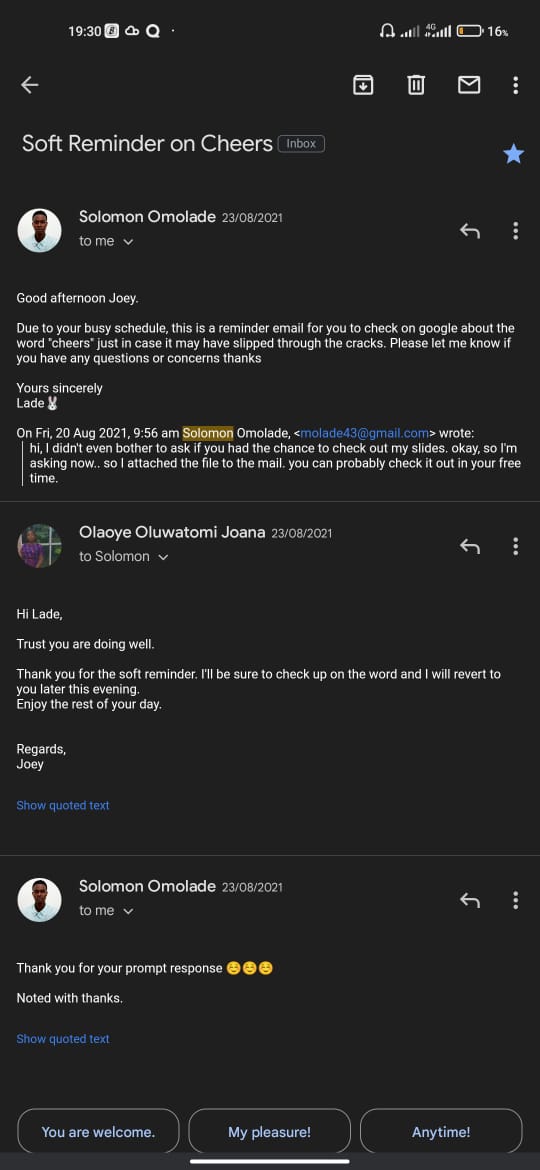 19:30
4G 16%
Soft Reminder on Cheers Inbox
Solomon Omolade 23/08/2021
to me
Good afternoon Joey.
Due to your busy schedule, this is a reminder email for you to check on google about the
word "cheers" just in case it may have slipped through the cracks. Please let me know if
you have any questions or concerns thanks
Yours sincerely
Lade🐰
On Fri, 20 Aug 2021, 9:56 am Solomon Omolade, <molade43@gmail.com> wrote:
hi, I didn't even bother to ask if you had the chance to check out my slides. okay, so I'm
asking now.. so I attached the file to the mail. you can probably check it out in your free
time.
Olaoye Oluwatomi Joana 23/08/2021
to Solomon
Hi Lade,
Trust you are doing well.
Thank you for the soft reminder. I'll be sure to check up on the word and I will revert to
you later this evening.
Enjoy the rest of your day.
Regards,
Joey
Show quoted text
Solomon Omolade 23/08/2021
to me
Thank you for your prompt response ☺️☺️☺️
Noted with thanks.
Show quoted text
You are welcome. My pleasure! Anytime!